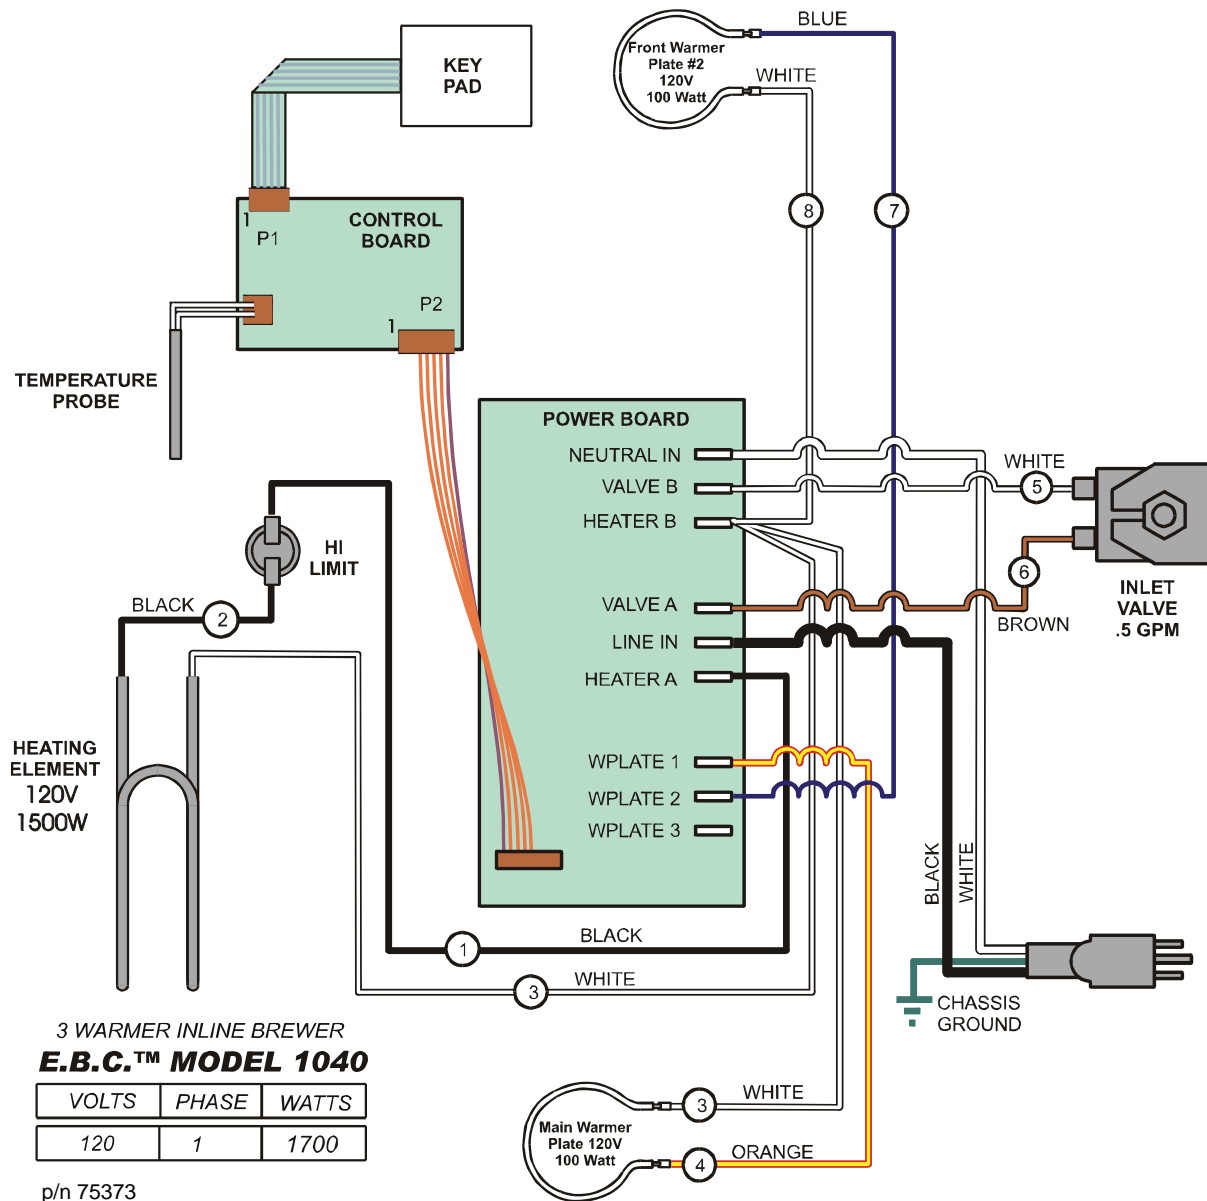 BLUE
Front Warmer
Plate #2
120V
100 Watt
WHITE
KEY
PAD
8
7
1
P1
CONTROL
BOARD
P2
1
TEMPERATURE
PROBE
POWER BOARD
NEUTRAL IN
VALVE B
HEATER B
VALVE A
LINE IN
HEATER A
WPLATE 1
WPLATE 2
WPLATE 3
WHITE
5
6
BROWN
INLET
VALVE
.5 GPM
HI
LIMIT
BLACK
2
HEATING
ELEMENT
120V
1500W
BLACK
WHITE
1
BLACK
3
WHITE
CHASSIS
GROUND
3 WARMER INLINE BREWER
E.B.C.™ MODEL 1040
VOLTS PHASE WATTS
120 1 1700
p/n 75373
Main Warmer
Plate 120V
100 Watt
3
WHITE
4
ORANGE